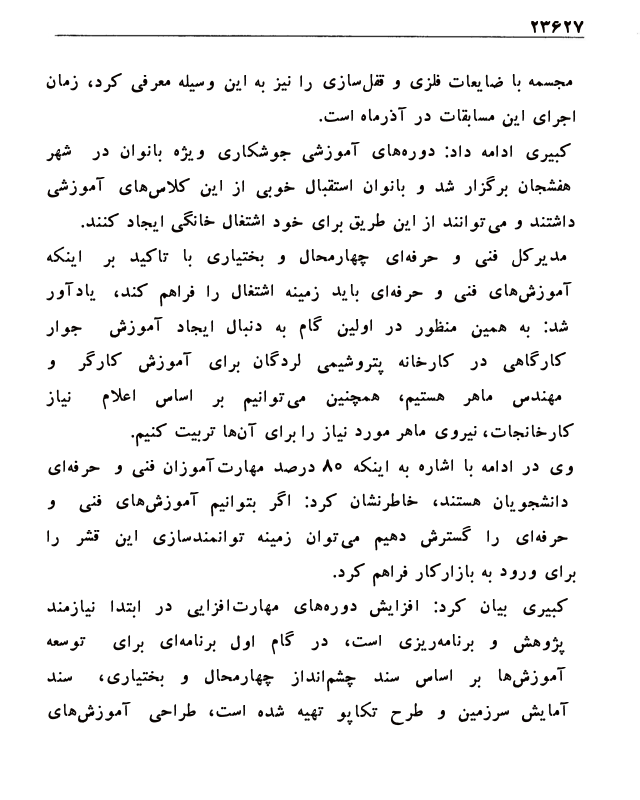 ۲۳۶۲۷
مجسمه با ضایعات فلزی و قفل‌سازی را نیز به این وسیله معرفی کرد، زمان
اجرای این مسابقات در آذرماه است.
کبیری ادامه داد: دوره‌های آموزشی جوشکاری ویژه بانوان در شهر
هفشجان برگزار شد و بانوان استقبال خوبی از این کلاس‌های آموزشی
داشتند و می‌توانند از این طریق برای خود اشتغال خانگی ایجاد کنند.
مدیرکل فنی و حرفه‌ای چهارمحال و بختیاری با تاکید بر اینکه
آموزش‌های فنی و حرفه‌ای باید زمینه اشتغال را فراهم کند، یادآور
شد: به همین منظور در اولین گام به دنبال ایجاد آموزش جوار
کارگاهی در کارخانه پتروشیمی لردگان برای آموزش کارگر و
مهندس ماهر هستیم، همچنین می‌توانیم بر اساس اعلام نیاز
کارخانجات، نیروی ماهر مورد نیاز را برای آن‌ها تربیت کنیم.
وی در ادامه با اشاره به اینکه ۸۰ درصد مهارت‌آموزان فنی و حرفه‌ای
دانشجویان هستند، خاطرنشان کرد: اگر بتوانیم آموزش‌های فنی و
حرفه‌ای را گسترش دهیم می‌توان زمینه توانمندسازی این قشر را
برای ورود به بازارکار فراهم کرد.
کبیری بیان کرد: افزایش دوره‌های مهارت‌افزایی در ابتدا نیازمند
پژوهش و برنامه‌ریزی است، در گام اول برنامه‌ای برای توسعه
آموزش‌ها بر اساس سند چشم‌انداز چهارمحال و بختیاری، سند
آمایش سرزمین و طرح تکاپو تهیه شده است، طراحی آموزش‌های